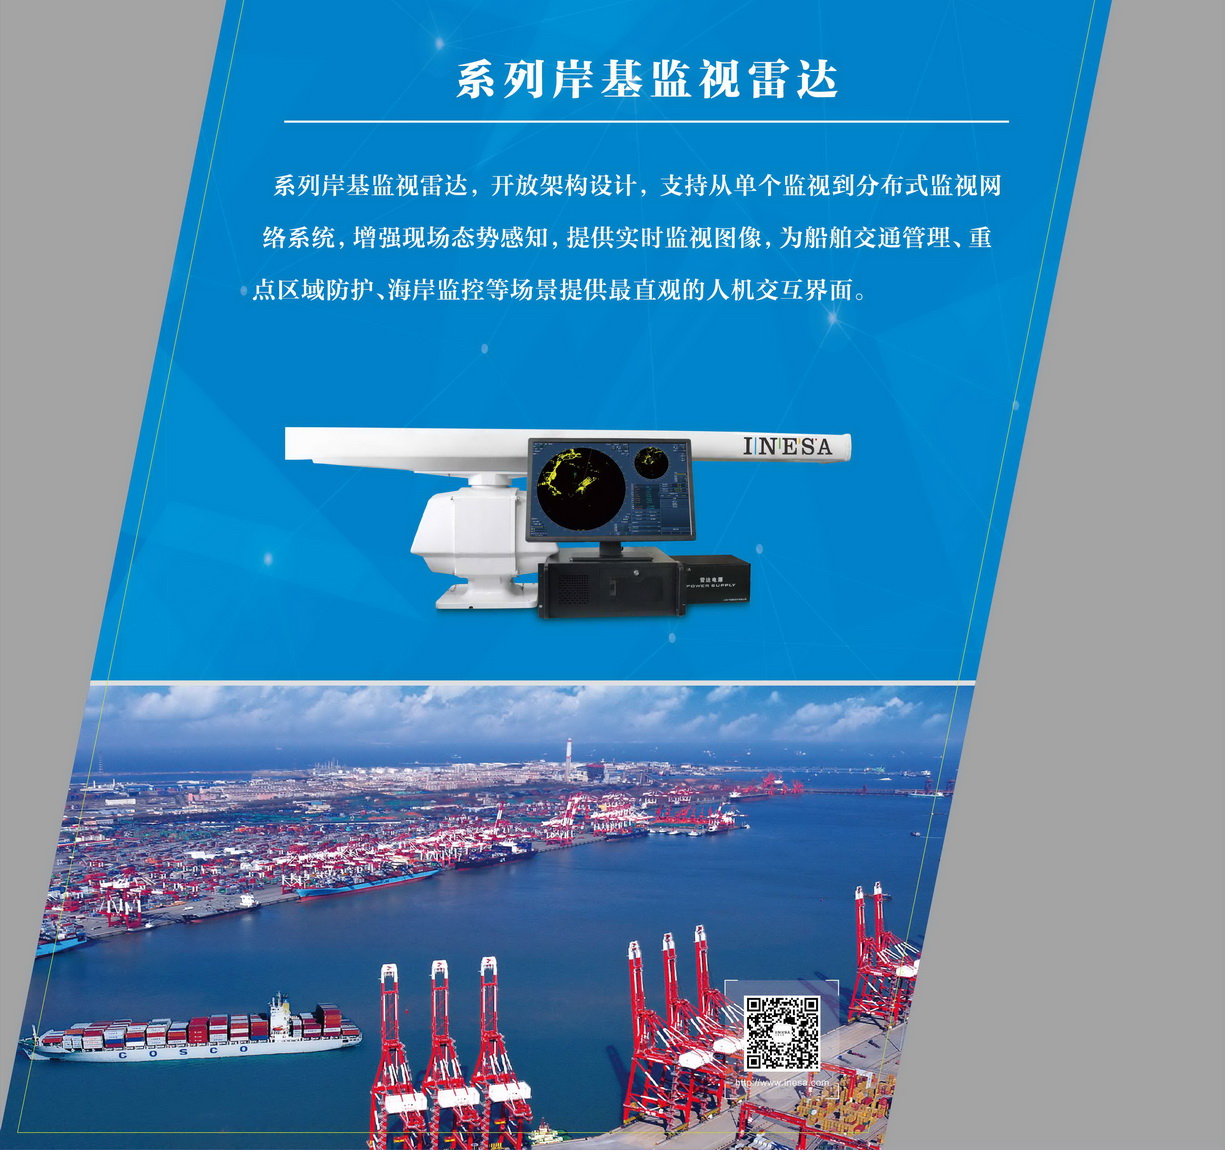 系列岸基监视雷达
系列岸基监视雷达，开放架构设计，支持从单个监视到分布式监视网
络系统，增强现场态势感知，提供实时监视图像，为船舶交通管理、重
点区域防护、海岸监控等场景提供最直观的人机交互界面。
INESA
雷达电源
POWER SUPPLY
COSCO
http://www.inesa.com